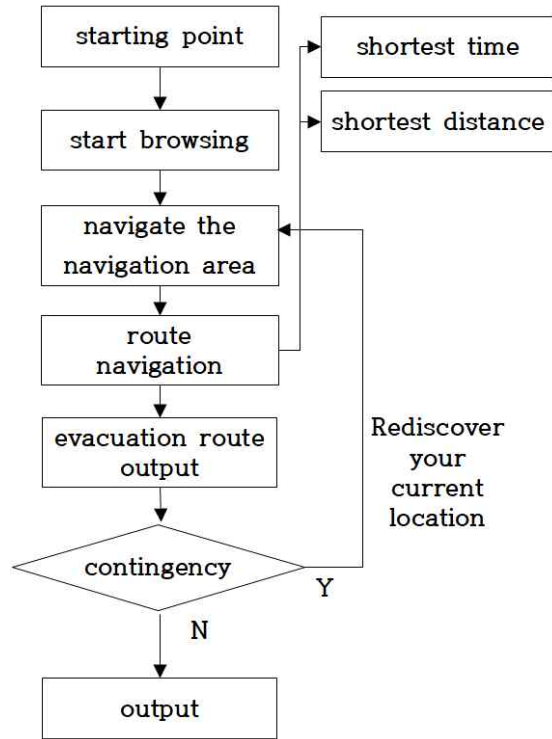 starting point
shortest time
shortest distance
start browsing
navigate the
navigation area
route
navigation
evacuation route
output
Rediscover
your
current
location
contingency
Y
N
output